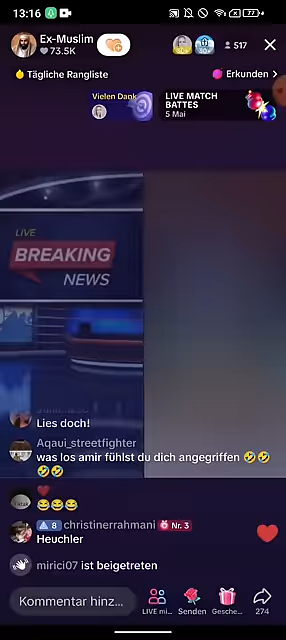 13:16
77
Ex-Muslim
73.5K
517
Tägliche Rangliste
Erkunden >
Vielen Dank
LIVE MATCH
BATTES
5 Mai
LIVE
BREAKING
NEWS
Lies doch!
Aqaui_streetfighter
was los amir fühlst du dich angegriffen 🤣🤣
🤣🤣
❤️
😂😂😂
8 christinerrahmani Nr. 3
Heuchler
mirici07 ist beigetreten
Kommentar hinz...
LIVE mi...
Senden
Gesche...
274